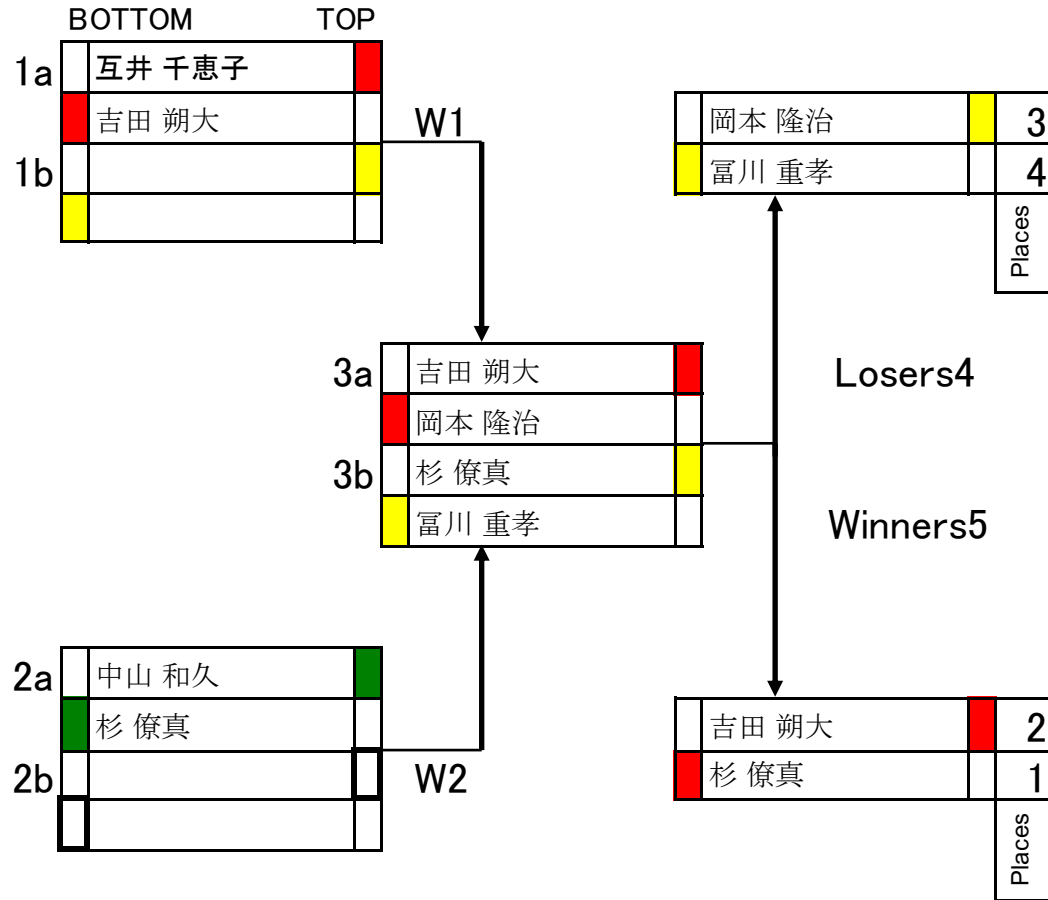 BOTTOM TOP
1a 互井 千恵子
吉田 朔大
1b
W1
岡本 隆治 3
冨川 重孝 4
Places
3a 吉田 朔大
岡本 隆治
3b 杉 僚真
冨川 重孝
Losers4
Winners5
2a 中山 和久
杉 僚真
2b
W2
吉田 朔大 2
杉 僚真 1
Places